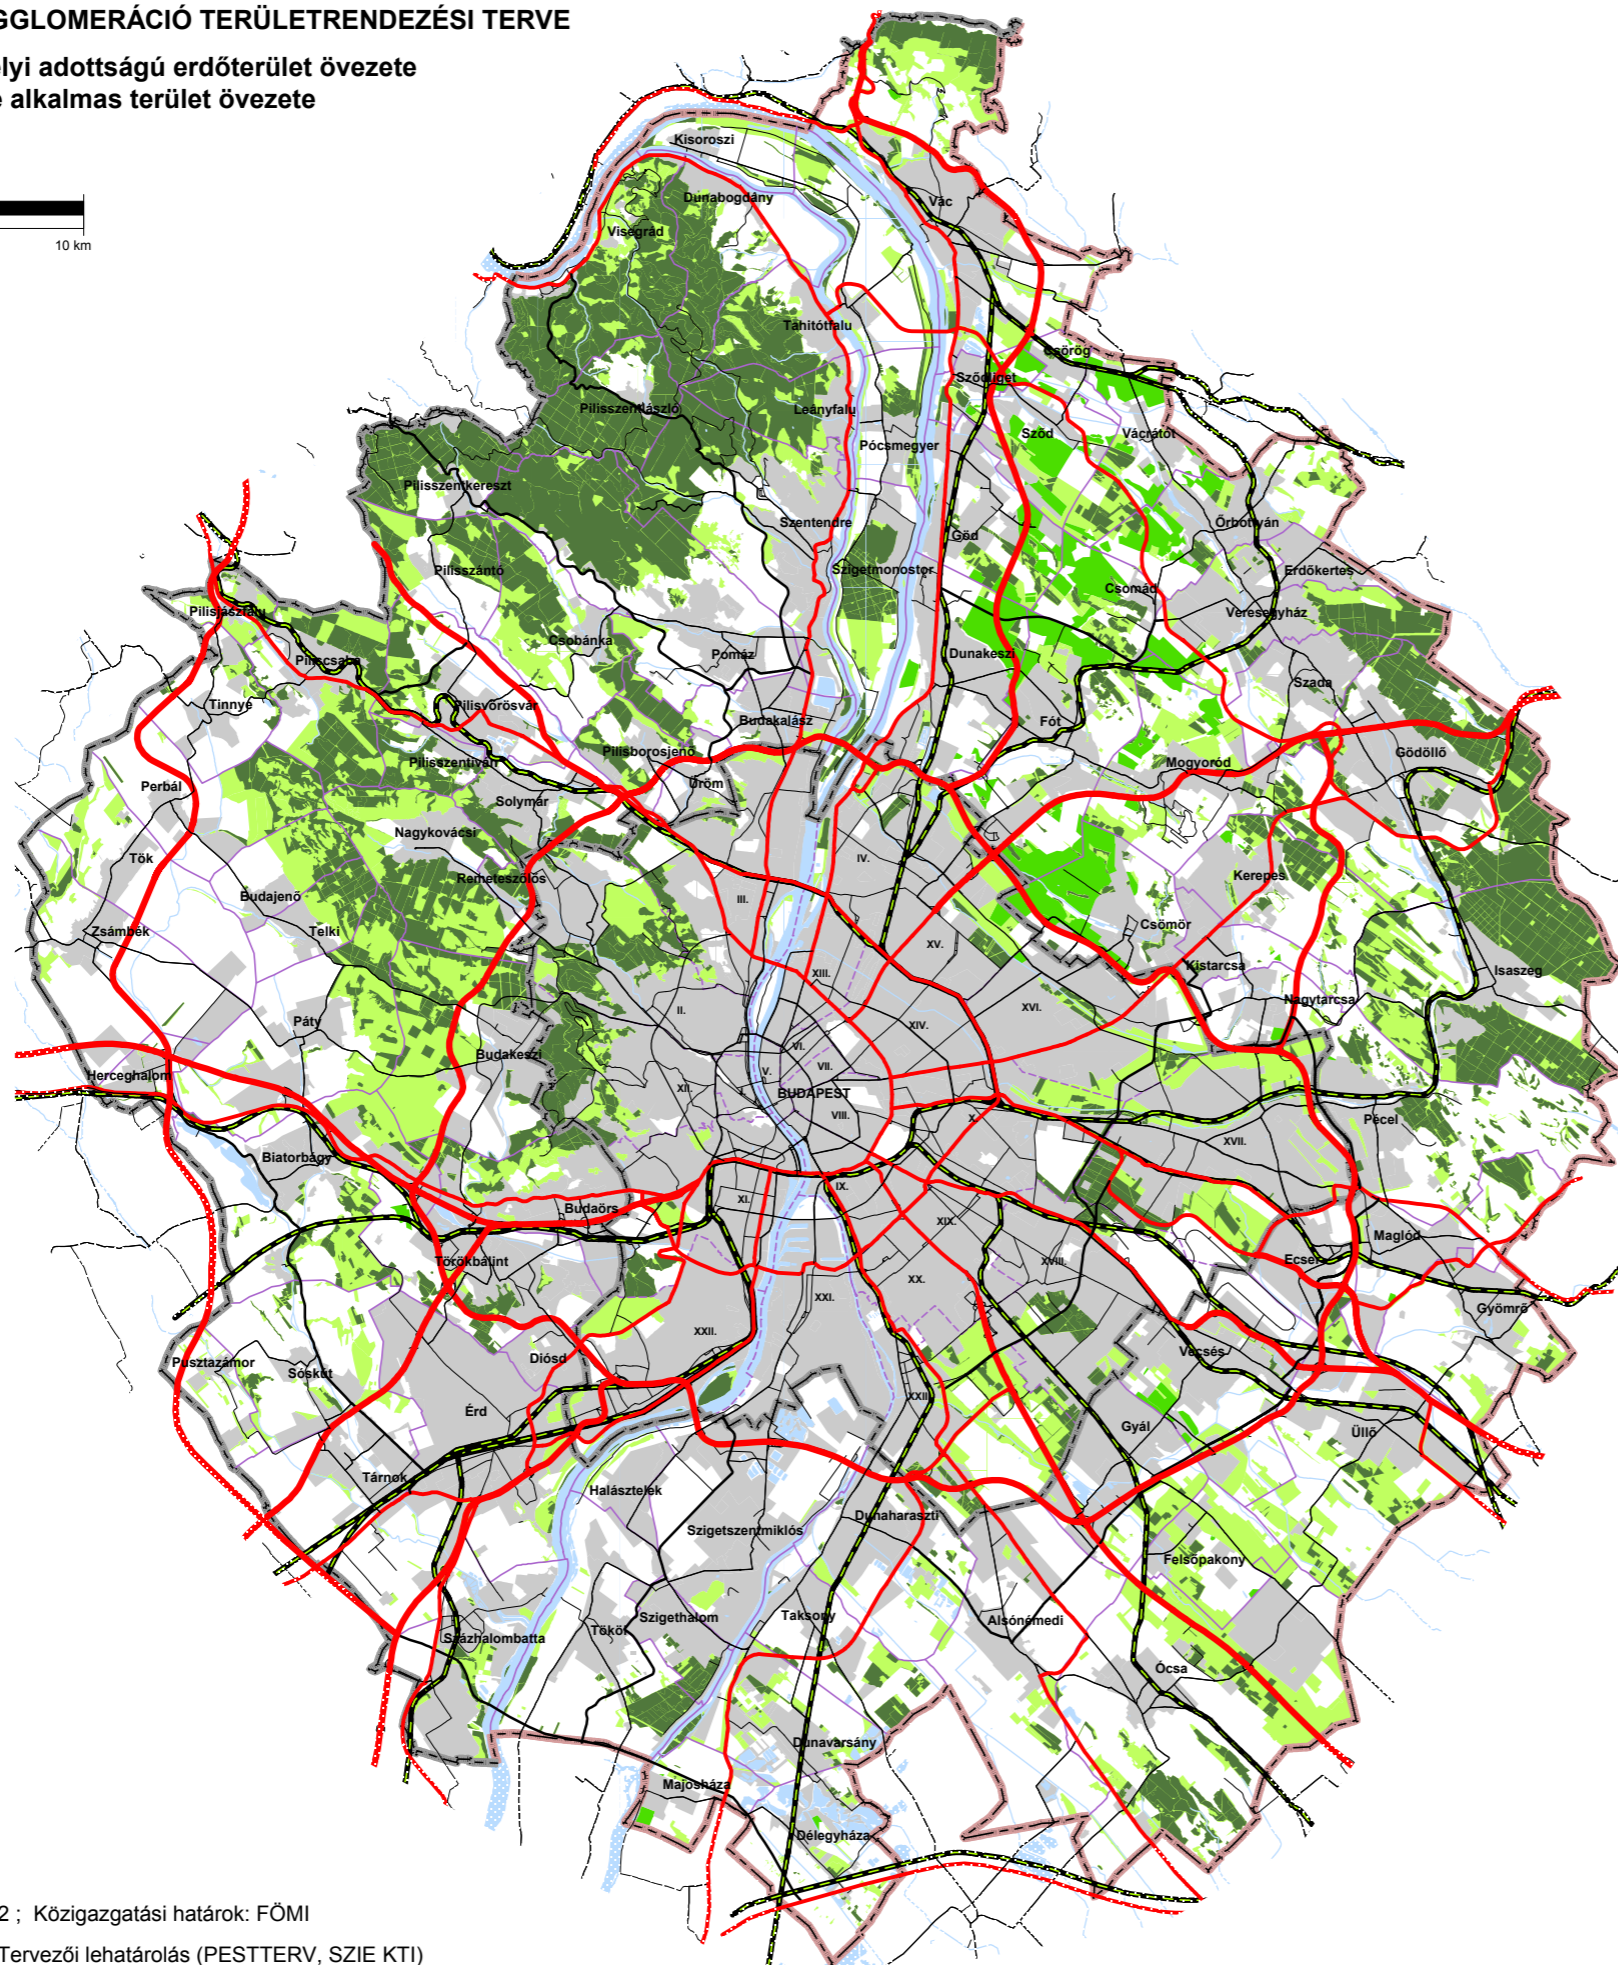 GGLOMERÁCIÓ TERÜLETRENDEZÉSI TERVE
lyi adottságú erdőterület övezete
e alkalmas terület övezete
10 km
Kisoroszi
Dunabogdány
Vác
Visegrád
Tahitótfalu
Csörög
Sződliget
Pilisszentlászló
Leányfalu
Sződ
Vácrátót
Pócsmegyer
Pilisszentkereszt
Szentendre
Őrbottyán
Göd
Pilisszántó
Szigetmonostor
Erdőkertes
Csomád
Pilisjászfalu
Veresegyház
Csobánka
Pomáz
Dunakeszi
Piliscsaba
Szada
Tinnye
Pilisvörösvár
Budakalász
Fót
Pilisborosjenő
Gödöllő
Pilisszentiván
Mogyoród
Perbál
Üröm
Solymár
Nagykovácsi
Tök
IV.
Remeteszőlős
Kerepes
Budajenő
III.
Zsámbék
Telki
Csömör
XV.
Kistarcsa
XIII.
Isaszeg
Nagytarcsa
II.
XVI.
Páty
XIV.
VI.
Budakeszi
VII.
V.
Herceghalom
XII.
BUDAPEST
VIII.
X.
Pécel
XVII.
Biatorbágy
IX.
XI.
Budaörs
XIX.
Maglód
Törökbálint
XVIII.
Ecser
XX.
XXI.
Gyömrő
XXII.
Vecsés
Diósd
Pusztazámor
Sóskút
XXIII.
Érd
Gyál
Üllő
Tárnok
Halásztelek
Dunaharaszti
Szigetszentmiklós
Felsőpakony
Taksony
Szigethalom
Alsónémedi
Tököl
Százhalombatta
Ócsa
Dunavarsány
Majosháza
Délegyháza
2 ; Közigazgatási határok: FÖMI
Tervezői lehatárolás (PESTTERV, SZIE KTI)